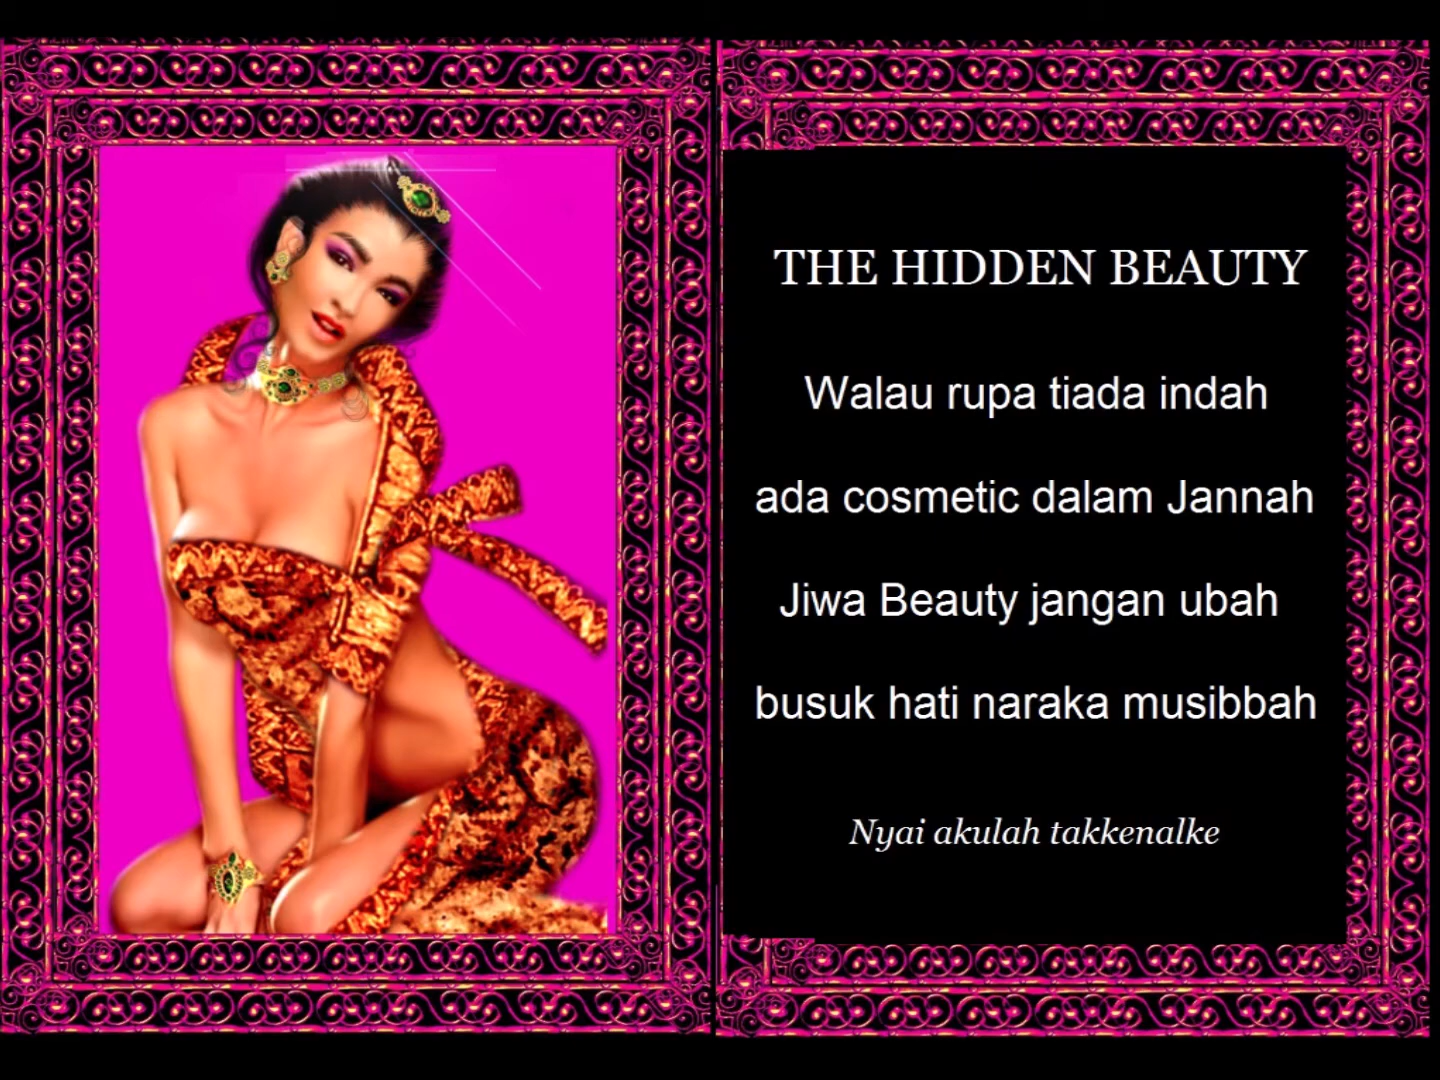 THE HIDDEN BEAUTY
Walau rupa tiada indah
ada cosmetic dalam Jannah
Jiwa Beauty jangan ubah
busuk hati naraka musibbah
Nyai akulah takkenalke